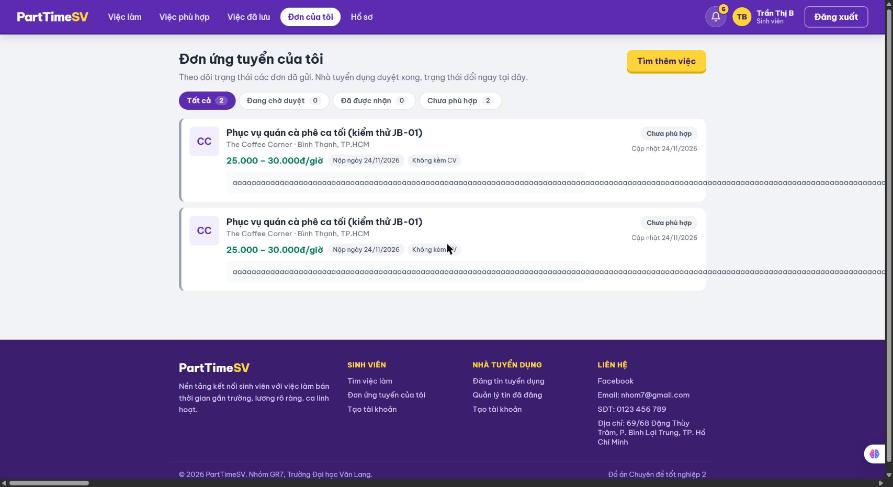 PartTimeSV
Việc làm
Việc phù hợp
Việc đã lưu
Đơn của tôi
Hồ sơ
6
TB
Trần Thị B
Sinh viên
Đăng xuất
Đơn ứng tuyển của tôi
Theo dõi trạng thái các đơn đã gửi. Nhà tuyển dụng duyệt xong, trạng thái đổi ngay tại đây.
Tìm thêm việc
Tất cả 2
Đang chờ duyệt 0
Đã được nhận 0
Chưa phù hợp 2
CC
Phục vụ quán cà phê ca tối (kiểm thử JB-01)
The Coffee Corner · Bình Thạnh, TP.HCM
25.000 – 30.000đ/giờ
Nộp ngày 24/11/2026
Không kèm CV
Chưa phù hợp
Cập nhật 24/11/2026
CC
Phục vụ quán cà phê ca tối (kiểm thử JB-01)
The Coffee Corner · Bình Thạnh, TP.HCM
25.000 – 30.000đ/giờ
Nộp ngày 24/11/2026
Không kèm
Chưa phù hợp
Cập nhật 24/11/2026
PartTimeSV
Nền tảng kết nối sinh viên với việc làm bán
thời gian gần trường, lương rõ ràng, ca linh
hoạt.
SINH VIÊN
Tìm việc làm
Đơn ứng tuyển của tôi
Tạo tài khoản
NHÀ TUYỂN DỤNG
Đăng tin tuyển dụng
Quản lý tin đã đăng
Tạo tài khoản
LIÊN HỆ
Facebook
Email: nhom7@gmail.com
SĐT: 0123 456 789
Địa chỉ: 69/68 Đặng Thùy
Trâm, P. Bình Lợi Trung, TP. Hồ
Chí Minh
© 2026 PartTimeSV. Nhóm GR7, Trường Đại học Văn Lang.
Đồ án Chuyên đề tốt nghiệp 2